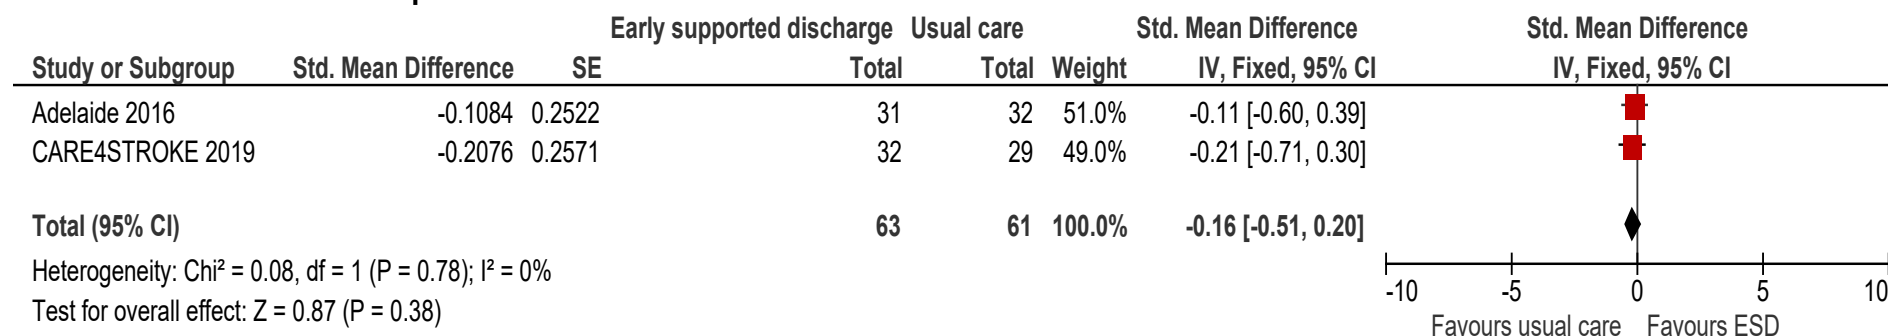 Early supported discharge Usual care Std. Mean Difference Std. Mean Difference
Study or Subgroup Std. Mean Difference SE Total Total Weight IV, Fixed, 95% CI IV, Fixed, 95% CI
Adelaide 2016 -0.1084 0.2522 31 32 51.0% -0.11 [-0.60, 0.39]
CARE4STROKE 2019 -0.2076 0.2571 32 29 49.0% -0.21 [-0.71, 0.30]
Total (95% CI) 63 61 100.0% -0.16 [-0.51, 0.20]
Heterogeneity: Chi² = 0.08, df = 1 (P = 0.78); I² = 0%
Test for overall effect: Z = 0.87 (P = 0.38)
-10 -5 0 5 10
Favours usual care Favours ESD